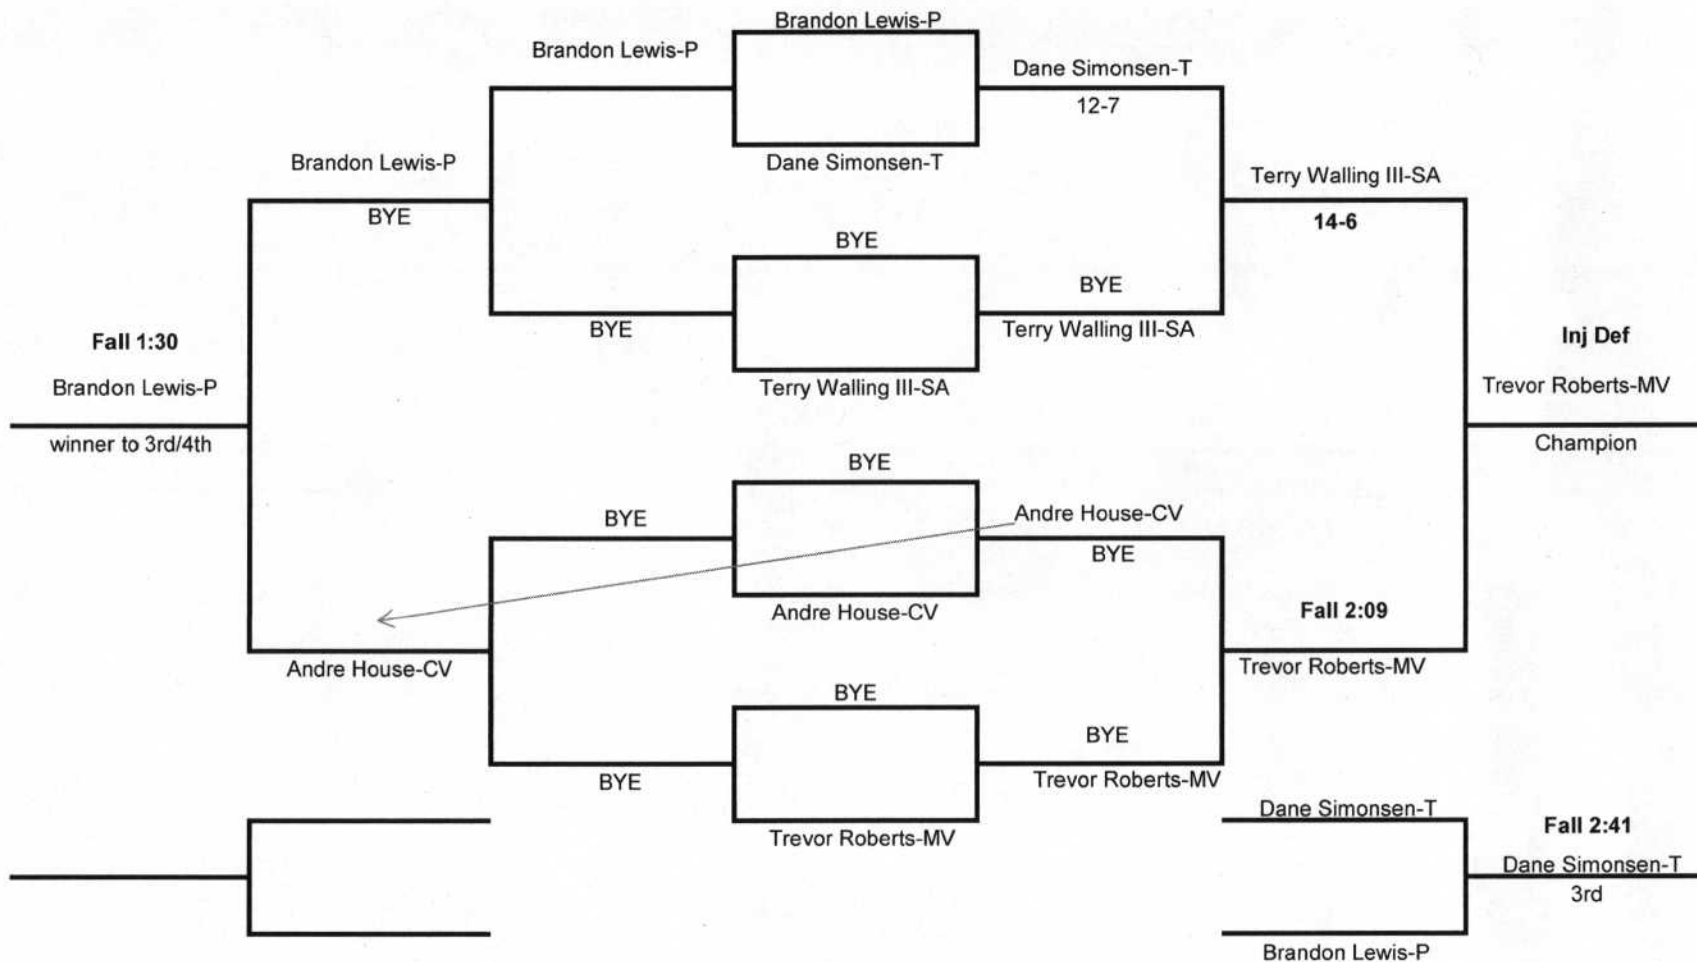 Brandon Lewis-P
Brandon Lewis-P
Dane Simonsen-T
12-7
Brandon Lewis-P
Dane Simonsen-T
Terry Walling III-SA
BYE
14-6
BYE
BYE
Fall 1:30
BYE
Terry Walling III-SA
Inj Def
Brandon Lewis-P
Terry Walling III-SA
Trevor Roberts-MV
winner to 3rd/4th
BYE
Champion
BYE
Andre House-CV
BYE
Andre House-CV
Fall 2:09
Andre House-CV
Trevor Roberts-MV
BYE
BYE
BYE
Trevor Roberts-MV
Dane Simonsen-T
Trevor Roberts-MV
Fall 2:41
Dane Simonsen-T
3rd
Brandon Lewis-P